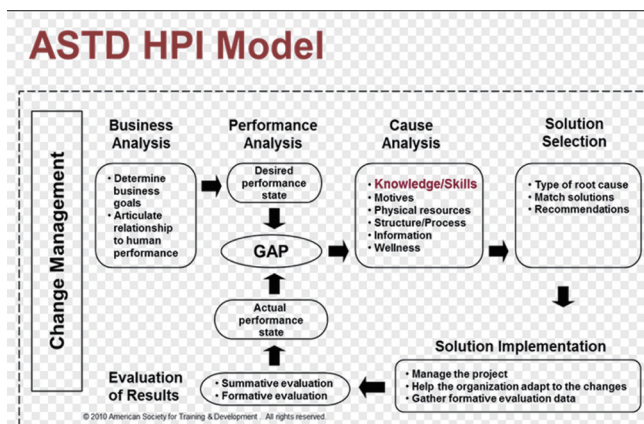 ASTD HPI Model
Change Management
Business
Analysis
• Determine
business
goals
• Articulate
relationship
to human
performance
Performance
Analysis
Desired
performance
state
GAP
Actual
performance
state
Cause
Analysis
• Knowledge/Skills
• Motives
• Physical resources
• Structure/Process
• Information
• Wellness
Solution
Selection
• Type of root cause
• Match solutions
• Recommendations
Solution Implementation
• Manage the project
• Help the organization adapt to the changes
• Gather formative evaluation data
Evaluation
of Results
• Summative evaluation
• Formative evaluation
© 2010 American Society for Training & Development . All rights reserved.